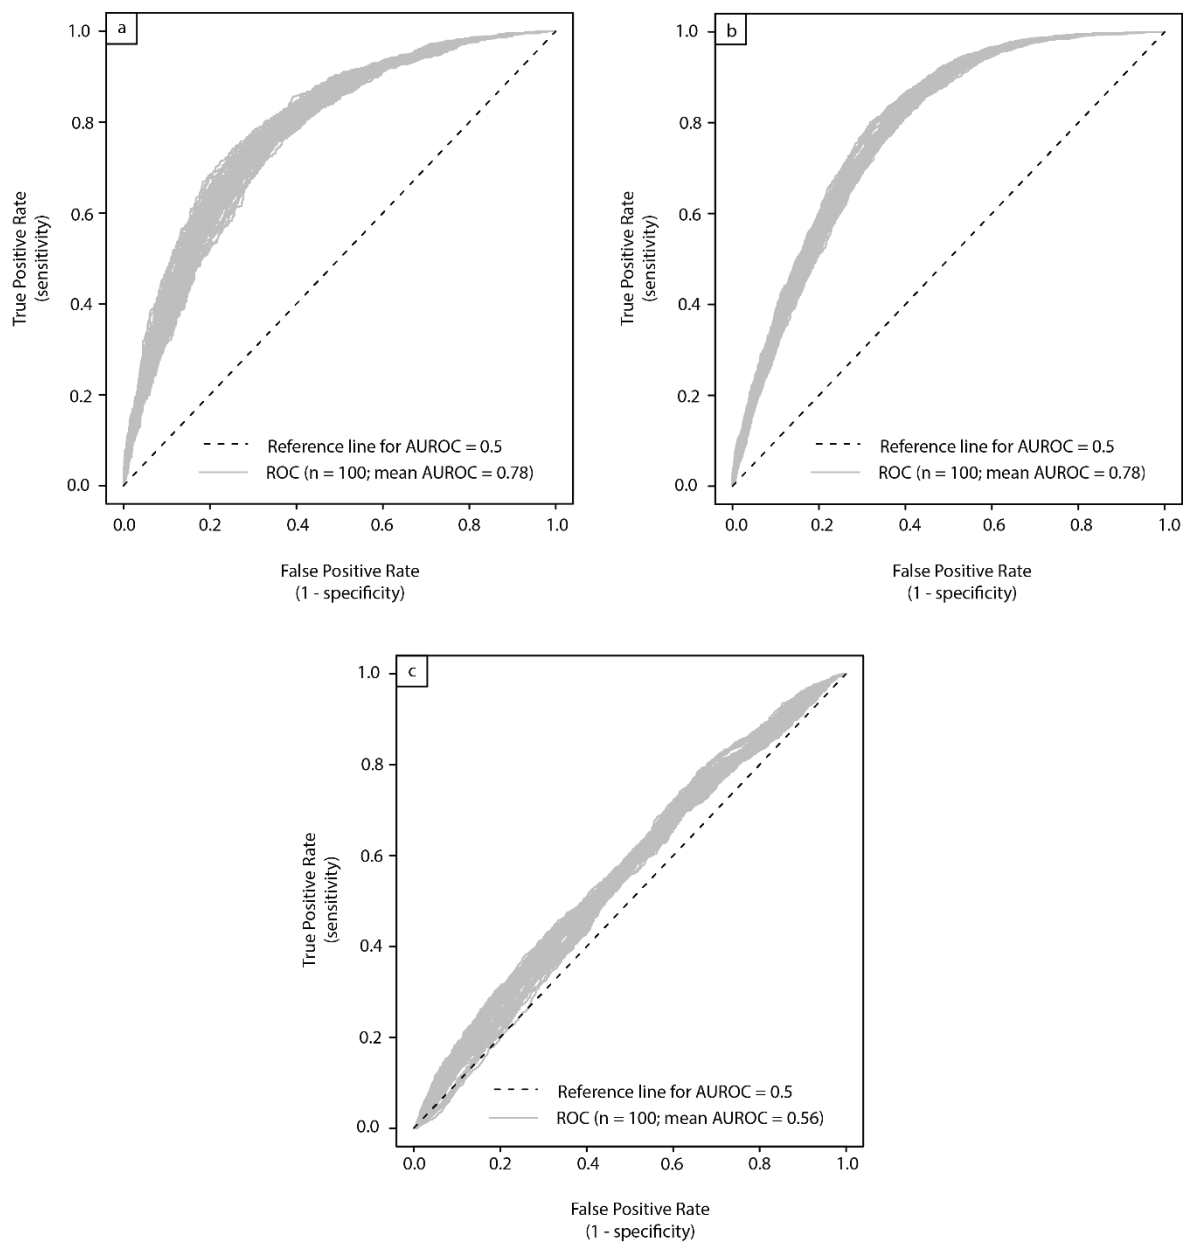 a
1.0
0.8
0.6
0.4
0.2
0.0
True Positive Rate
(sensitivity)
Reference line for AUROC = 0.5
ROC (n = 100; mean AUROC = 0.78)
0.0 0.2 0.4 0.6 0.8 1.0
False Positive Rate
(1 - specificity)
b
1.0
0.8
0.6
0.4
0.2
0.0
True Positive Rate
(sensitivity)
Reference line for AUROC = 0.5
ROC (n = 100; mean AUROC = 0.78)
0.0 0.2 0.4 0.6 0.8 1.0
False Positive Rate
(1 - specificity)
c
1.0
0.8
0.6
0.4
0.2
0.0
True Positive Rate
(sensitivity)
Reference line for AUROC = 0.5
ROC (n = 100; mean AUROC = 0.56)
0.0 0.2 0.4 0.6 0.8 1.0
False Positive Rate
(1 - specificity)